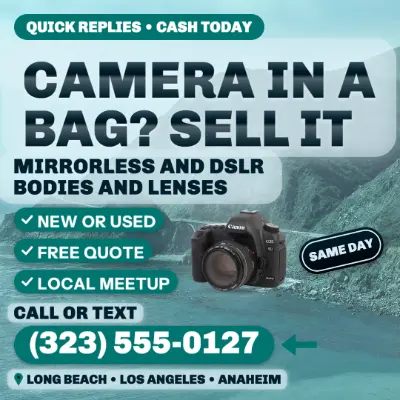 QUICK REPLIES • CASH TODAY
CAMERA IN A
BAG? SELL IT
MIRRORLESS AND DSLR
BODIES AND LENSES
NEW OR USED
FREE QUOTE
LOCAL MEETUP
Canon
SAME DAY
CALL OR TEXT
(323) 555-0127
LONG BEACH • LOS ANGELES • ANAHEIM